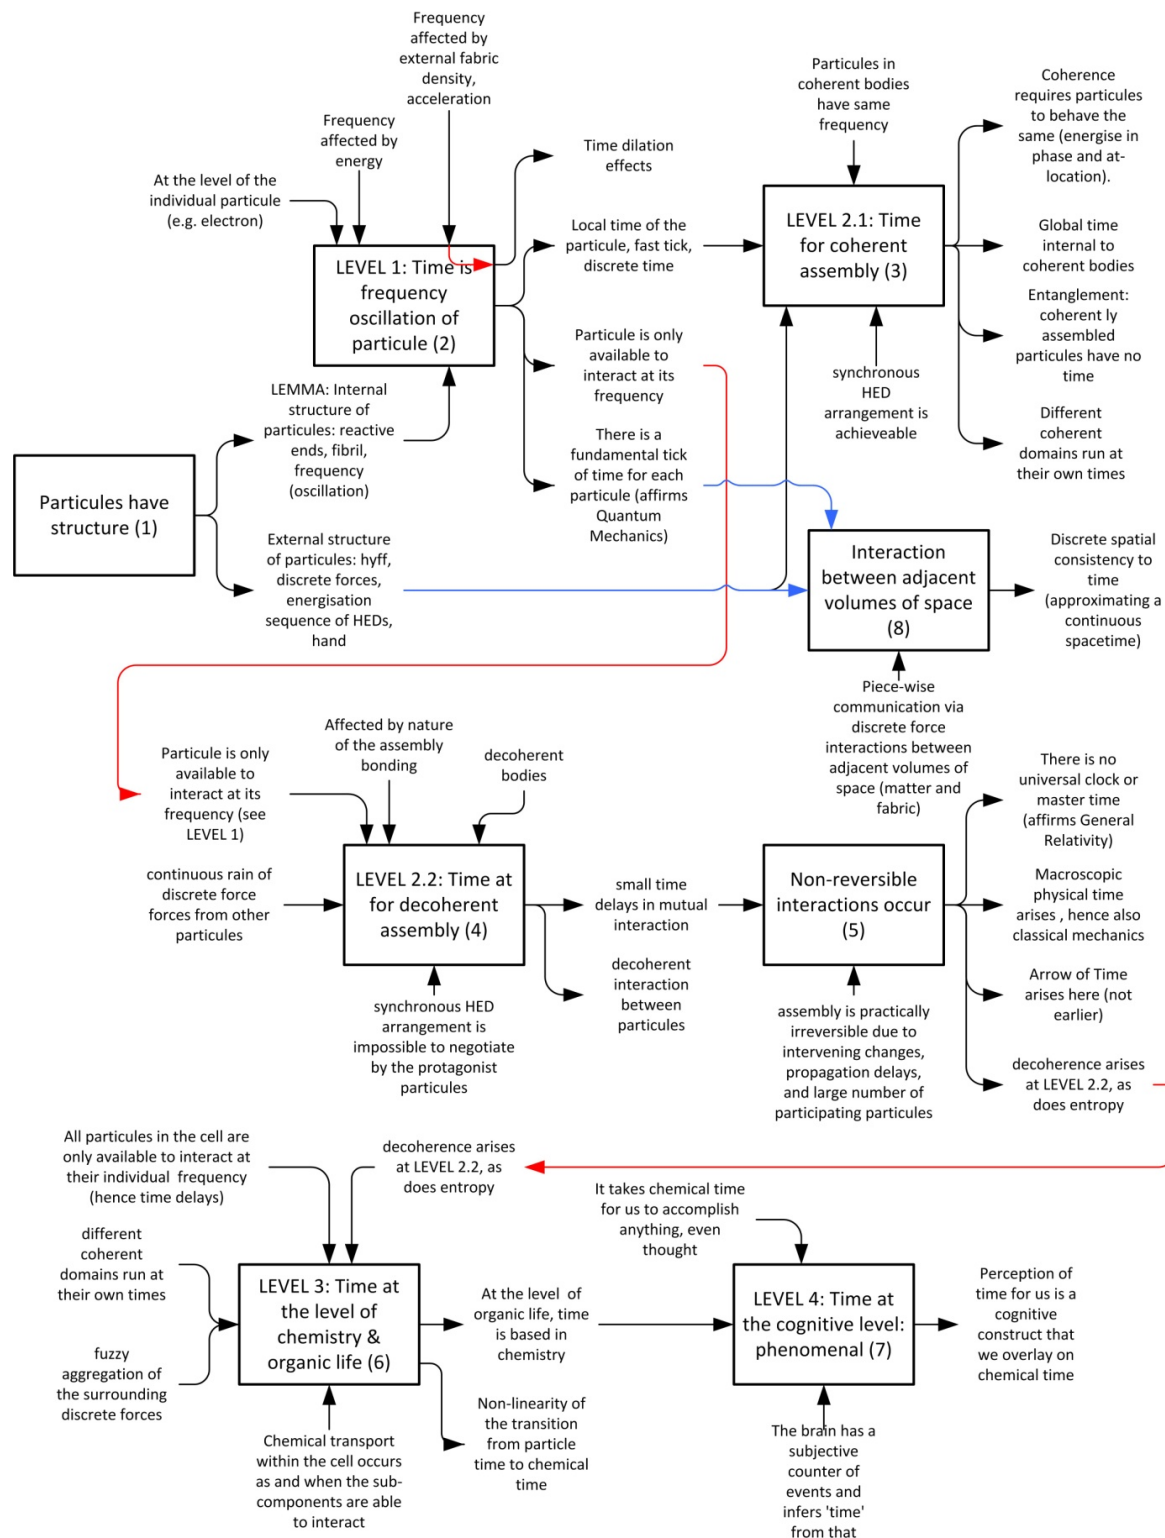 Frequency
affected by
external fabric
density,
acceleration
Frequency
affected by
energy
At the level of the
individual particule
(e.g. electron)
Time dilation
effects
Particules in
coherent bodies
have same
frequency
Coherence
requires particules
to behave the
same (energise in
phase and at-
location).
LEVEL 1: Time is
frequency
oscillation of
particule (2)
Local time of the
particule, fast tick,
discrete time
LEVEL 2.1: Time
for coherent
assembly (3)
Global time
internal to
coherent bodies
Particule is only
available to
interact at its
frequency
Entanglement:
coherent ly
assembled
particules have no
time
synchronous
HED
arrangement is
achieveable
LEMMA: Internal
structure of
particules: reactive
ends, fibril,
frequency
(oscillation)
There is a
fundamental tick
of time for each
particule (affirms
Quantum
Mechanics)
Different
coherent
domains run at
their own times
Particules have
structure (1)
External structure
of particules: hyff,
discrete forces,
energisation
sequence of HEDs,
hand
Interaction
between adjacent
volumes of space
(8)
Discrete spatial
consistency to
time
(approximating a
continuous
spacetime)
Piece-wise
communication via
discrete force
interactions between
adjacent volumes of
space (matter and
fabric)
Particule is only
available to
interact at its
frequency (see
LEVEL 1)
Affected by nature
of the assembly
bonding
decoherent
bodies
There is no
universal clock or
master time
(affirms General
Relativity)
continuous rain of
discrete force
forces from other
particules
LEVEL 2.2: Time at
for decoherent
assembly (4)
small time
delays in mutual
interaction
Non-reversible
interactions occur
(5)
Macroscopic
physical time
arises , hence also
classical mechanics
decoherent
interaction
between
particules
Arrow of Time
arises here (not
earlier)
synchronous HED
arrangement is
impossible to negotiate
by the protagonist
particules
assembly is practically
irreversible due to
intervening changes,
propagation delays,
and large number of
participating particules
decoherence arises
at LEVEL 2.2, as
does entropy
All particules in the cell are
only available to interact at
their individual frequency
(hence time delays)
decoherence arises
at LEVEL 2.2, as
does entropy
It takes chemical time
for us to accomplish
anything, even
thought
different
coherent
domains run at
their own times
LEVEL 3: Time at
the level of
chemistry &
organic life (6)
At the level of
organic life, time
is based in
chemistry
LEVEL 4: Time at
the cognitive level:
phenomenal (7)
Perception of
time for us is a
cognitive
construct that
we overlay on
chemical time
fuzzy
aggregation of
the surrounding
discrete forces
Non-linearity of
the transition
from particle
time to chemical
time
Chemical transport
within the cell occurs
as and when the sub-
components are able
to interact
The brain has a
subjective
counter of
events and
infers 'time'
from that